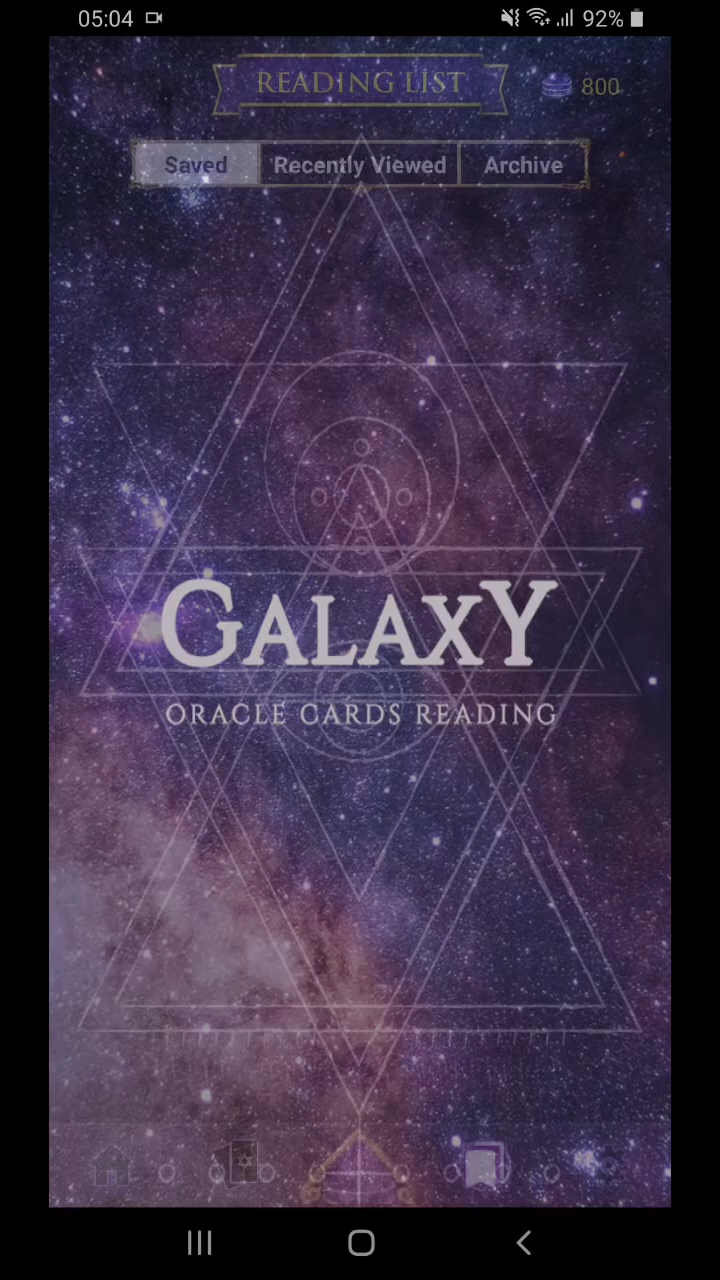 05:04
92%
READING LIST
800
Saved
Recently Viewed
Archive
GALAXY
ORACLE CARDS READING